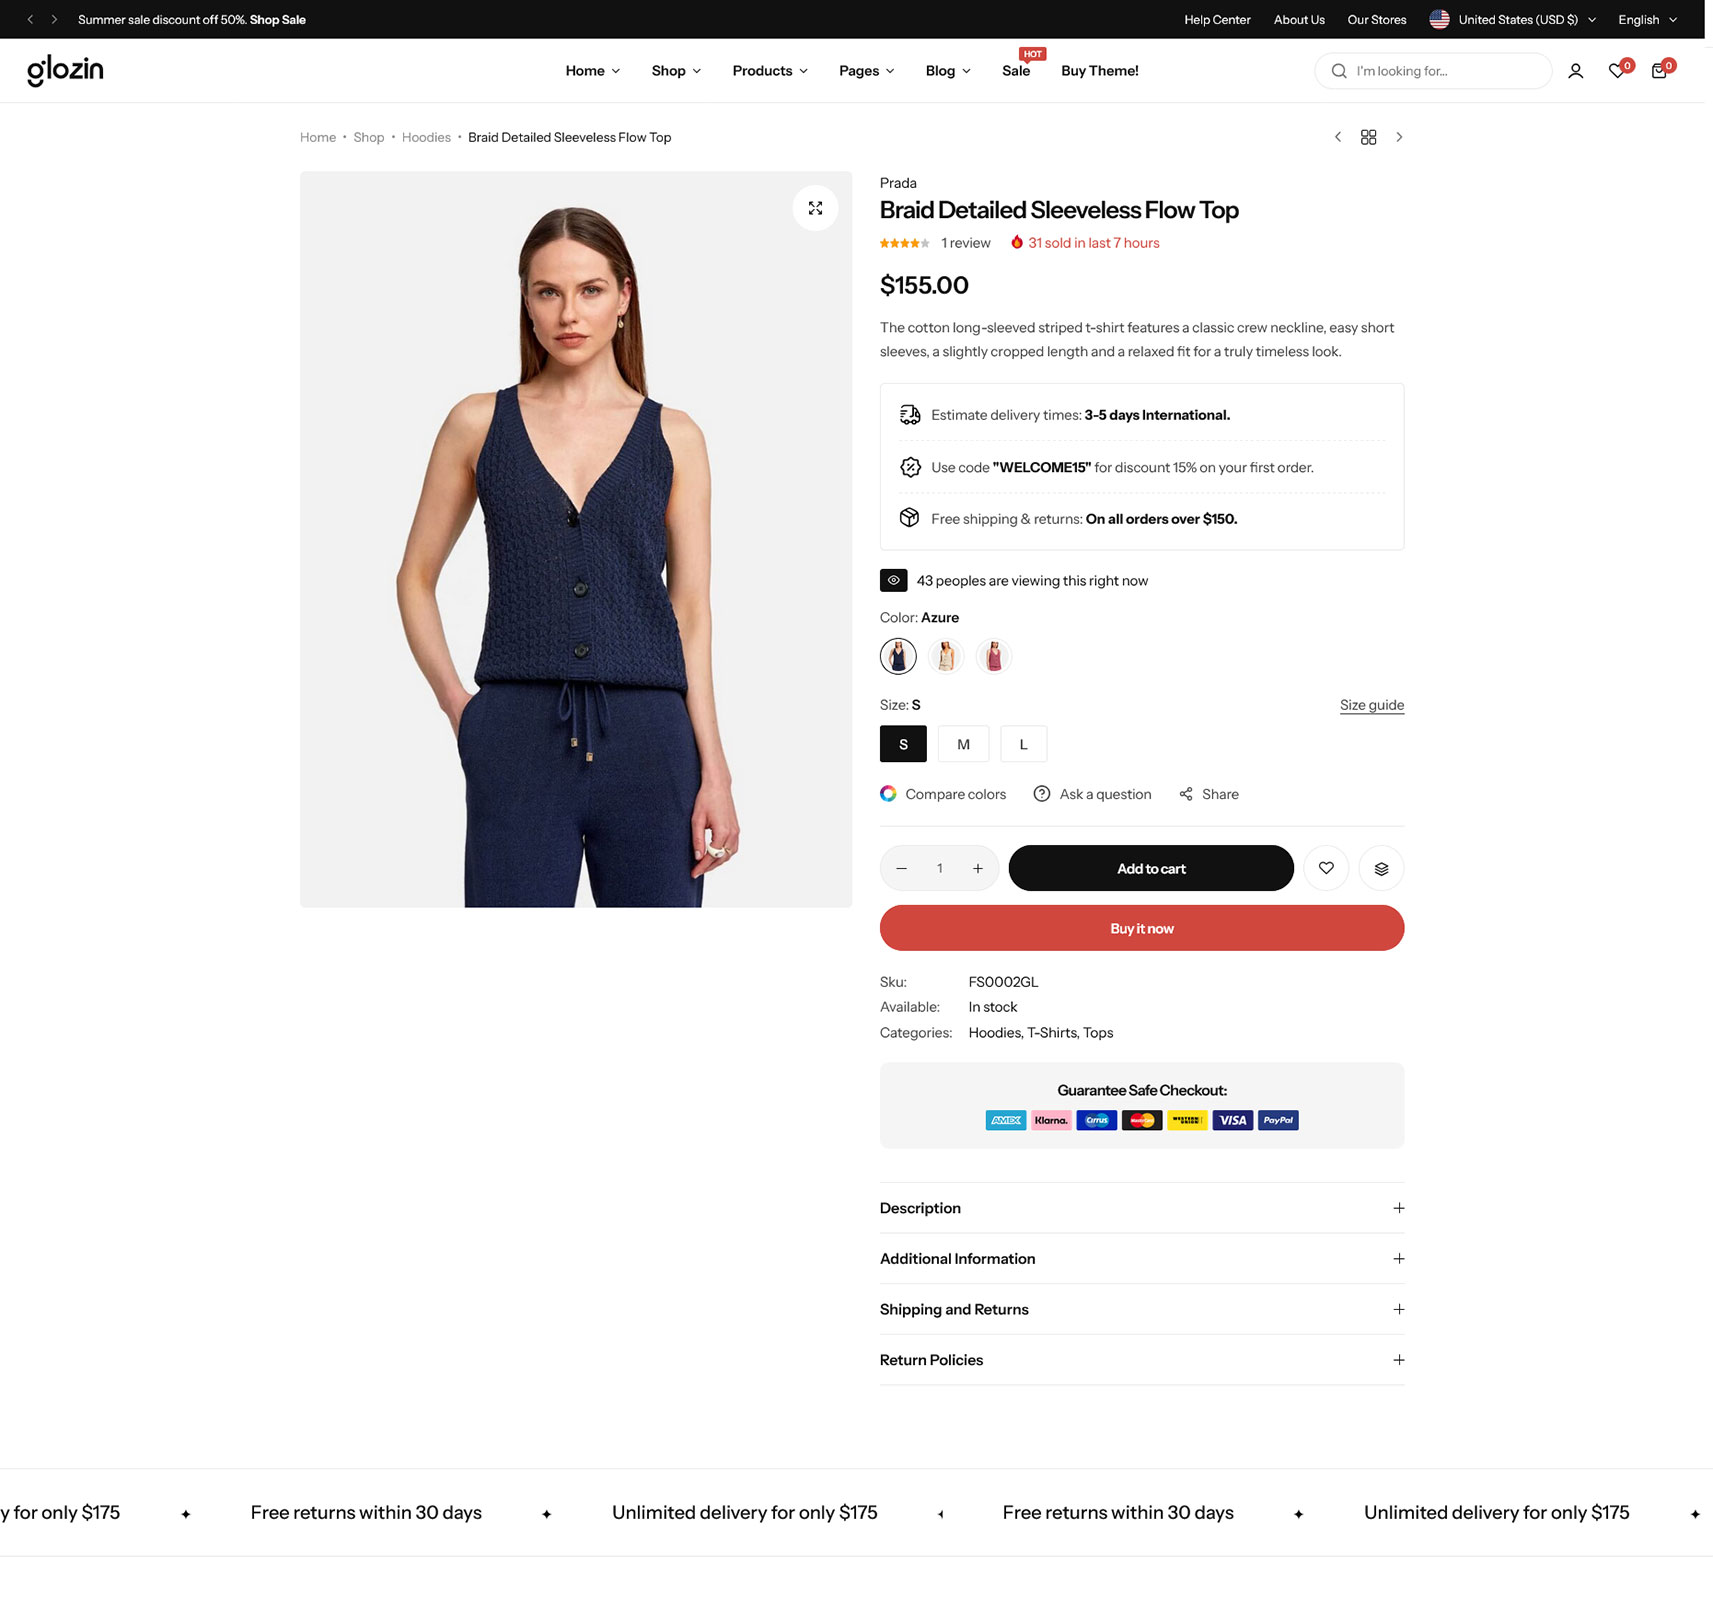 Summer sale discount off 50%. Shop Sale
Help Center
About Us
Our Stores
United States (USD $)
English
glozin
Home
Shop
Products
Pages
Blog
Sale
HOT
Buy Theme!
I'm looking for...
0
0
Home • Shop • Hoodies • Braid Detailed Sleeveless Flow Top
Prada
Braid Detailed Sleeveless Flow Top
1 review
31 sold in last 7 hours
$155.00
The cotton long-sleeved striped t-shirt features a classic crew neckline, easy short
sleeves, a slightly cropped length and a relaxed fit for a truly timeless look.
Estimate delivery times: 3-5 days International.
Use code "WELCOME15" for discount 15% on your first order.
Free shipping & returns: On all orders over $150.
43 peoples are viewing this right now
Color: Azure
Size: S
Size guide
S
M
L
Compare colors
Ask a question
Share
1
Add to cart
Buy it now
Sku: FS0002GL
Available: In stock
Categories: Hoodies, T-Shirts, Tops
Guarantee Safe Checkout:
AMEX
Klarna.
Cirrus
MasterCard
WESTERN UNION
VISA
PayPal
Description
Additional Information
Shipping and Returns
Return Policies
y for only $175
Free returns within 30 days
Unlimited delivery for only $175
Free returns within 30 days
Unlimited delivery for only $175